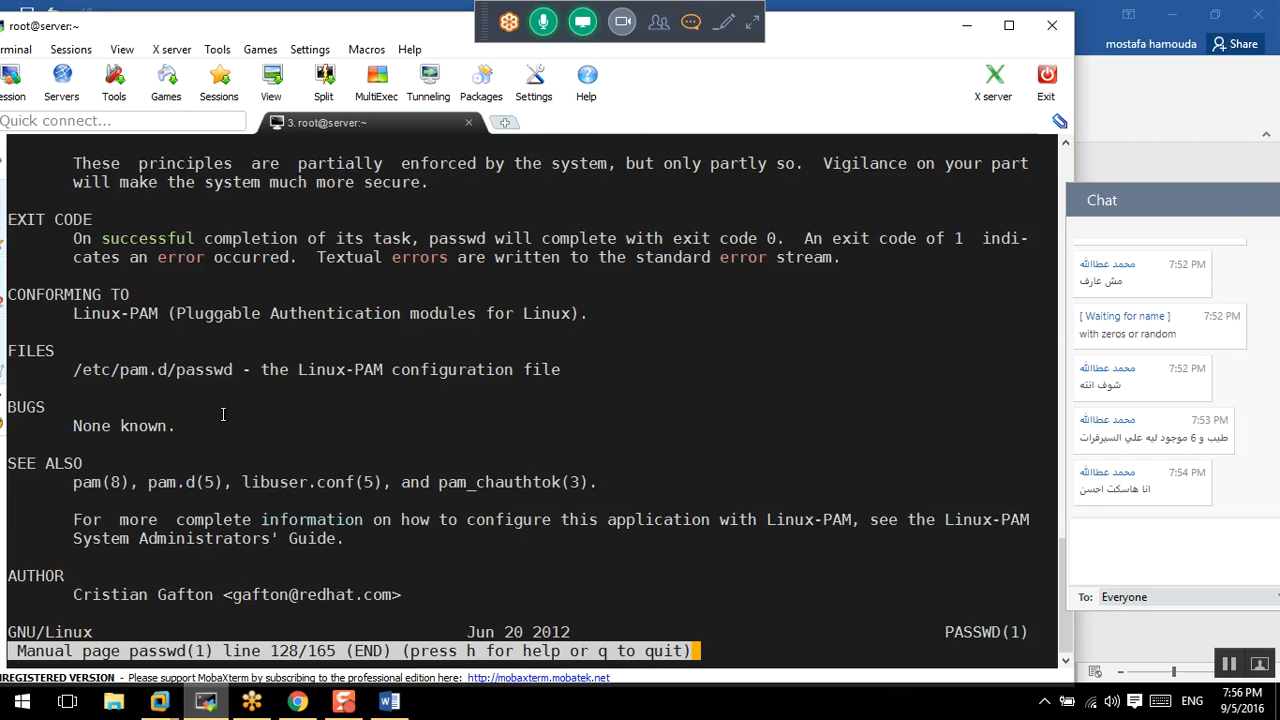 root@server:~
mostafa hamouda
Share
rminal Sessions View X server Tools Games Settings Macros Help
ession Servers Tools Games Sessions View Split MultiExec Tunneling Packages Settings Help X server Exit
Quick connect...
3. root@server:~
These principles are partially enforced by the system, but only partly so. Vigilance on your part
will make the system much more secure.
EXIT CODE
On successful completion of its task, passwd will complete with exit code 0. An exit code of 1 indi-
cates an error occurred. Textual errors are written to the standard error stream.
CONFORMING TO
Linux-PAM (Pluggable Authentication modules for Linux).
FILES
/etc/pam.d/passwd - the Linux-PAM configuration file
BUGS
None known.
SEE ALSO
pam(8), pam.d(5), libuser.conf(5), and pam_chauthtok(3).
For more complete information on how to configure this application with Linux-PAM, see the Linux-PAM
System Administrators' Guide.
AUTHOR
Cristian Gafton <gafton@redhat.com>
GNU/Linux Jun 20 2012 PASSWD(1)
Manual page passwd(1) line 128/165 (END) (press h for help or q to quit)
REGISTERED VERSION - Please support MobaXterm by subscribing to the professional edition here: http://mobaxterm.mobatek.net
Chat
محمد عطاالله 7:52 PM
مش عارف
[ Waiting for name ] 7:52 PM
with zeros or random
محمد عطاالله 7:52 PM
شوف انته
محمد عطاالله 7:53 PM
طيب و 6 موجود ليه علي السيرفرات
محمد عطاالله 7:54 PM
انا هاسكت احسن
To: Everyone
ENG
7:56 PM
9/5/2016